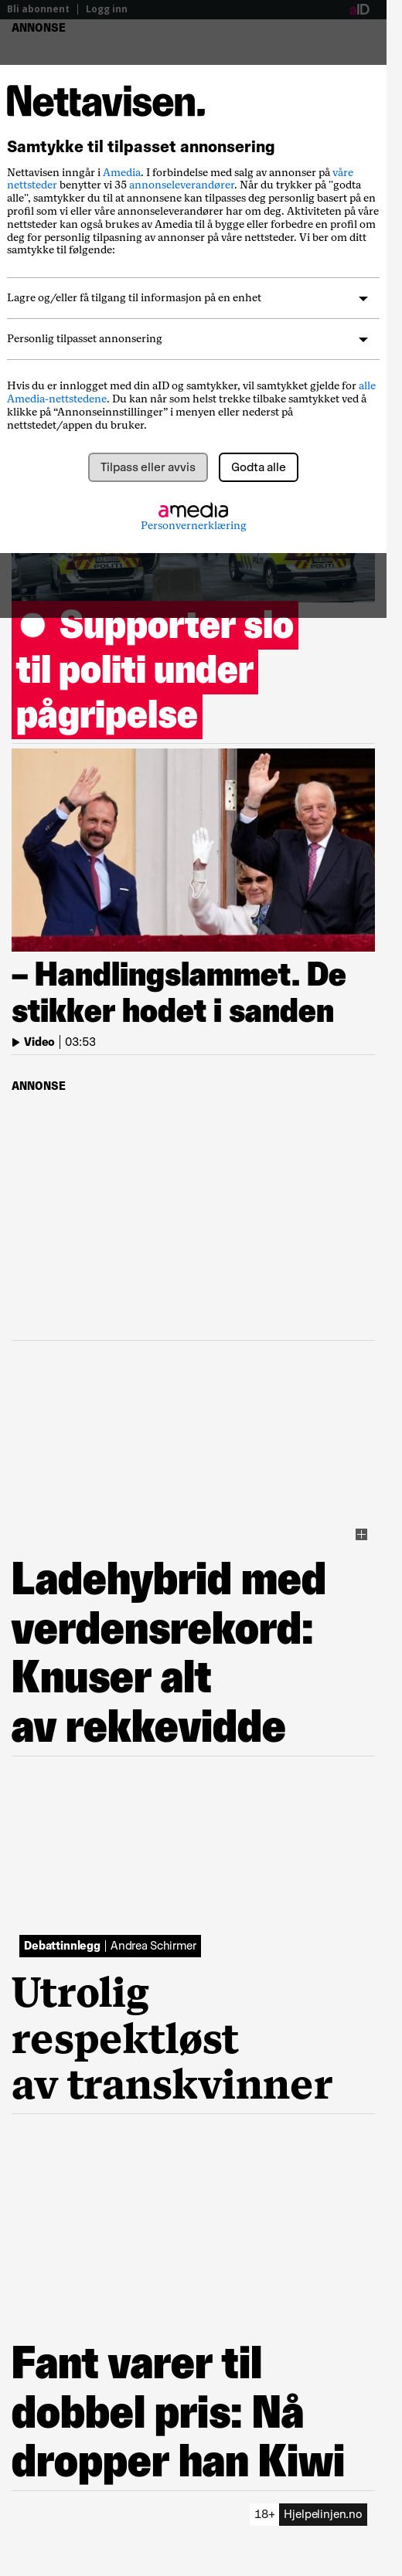 Bli abonnent | Logg inn
aID
ANNONSE
Nettavisen.
Samtykke til tilpasset annonsering
Nettavisen inngår i Amedia. I forbindelse med salg av annonser på våre
nettsteder benytter vi 35 annonseleverandører. Når du trykker på "godta
alle", samtykker du til at annonsene kan tilpasses deg personlig basert på en
profil som vi eller våre annonseleverandører har om deg. Aktiviteten på våre
nettsteder kan også brukes av Amedia til å bygge eller forbedre en profil om
deg for personlig tilpasning av annonser på våre nettsteder. Vi ber om ditt
samtykke til følgende:
Lagre og/eller få tilgang til informasjon på en enhet
Personlig tilpasset annonsering
Hvis du er innlogget med din aID og samtykker, vil samtykket gjelde for alle
Amedia-nettstedene. Du kan når som helst trekke tilbake samtykket ved å
klikke på “Annonseinnstillinger” i menyen eller nederst på
nettstedet/appen du bruker.
Tilpass eller avvis
Godta alle
amedia
Personvernerklæring
POLITI
POLITI
Supporter slo
til politi under
pågripelse
– Handlingslammet. De
stikker hodet i sanden
Video | 03:53
ANNONSE
Ladehybrid med
verdensrekord:
Knuser alt
av rekkevidde
Debattinnlegg | Andrea Schirmer
Utrolig
respektløst
av transkvinner
Fant varer til
dobbel pris: Nå
dropper han Kiwi
18+ Hjelpelinjen.no